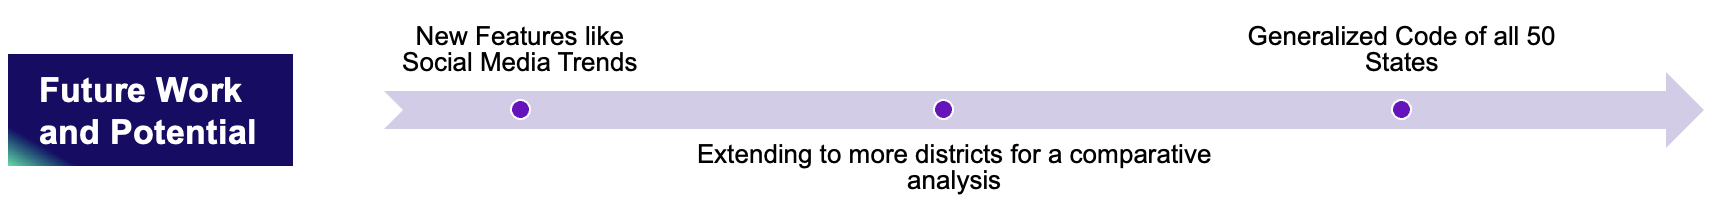 Future Work
and Potential
New Features like
Social Media Trends
Extending to more districts for a comparative
analysis
Generalized Code of all 50
States